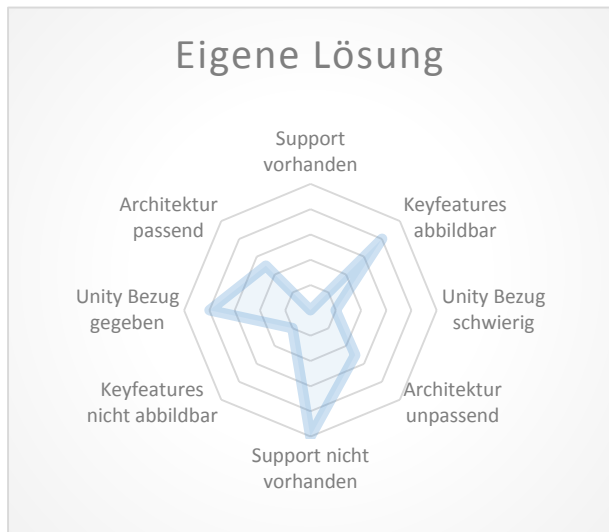 Eigene Lösung
Support
vorhanden
Keyfeatures
abbildbar
Unity Bezug
schwierig
Architektur
unpassend
Support nicht
vorhanden
Keyfeatures
nicht abbildbar
Unity Bezug
gegeben
Architektur
passend